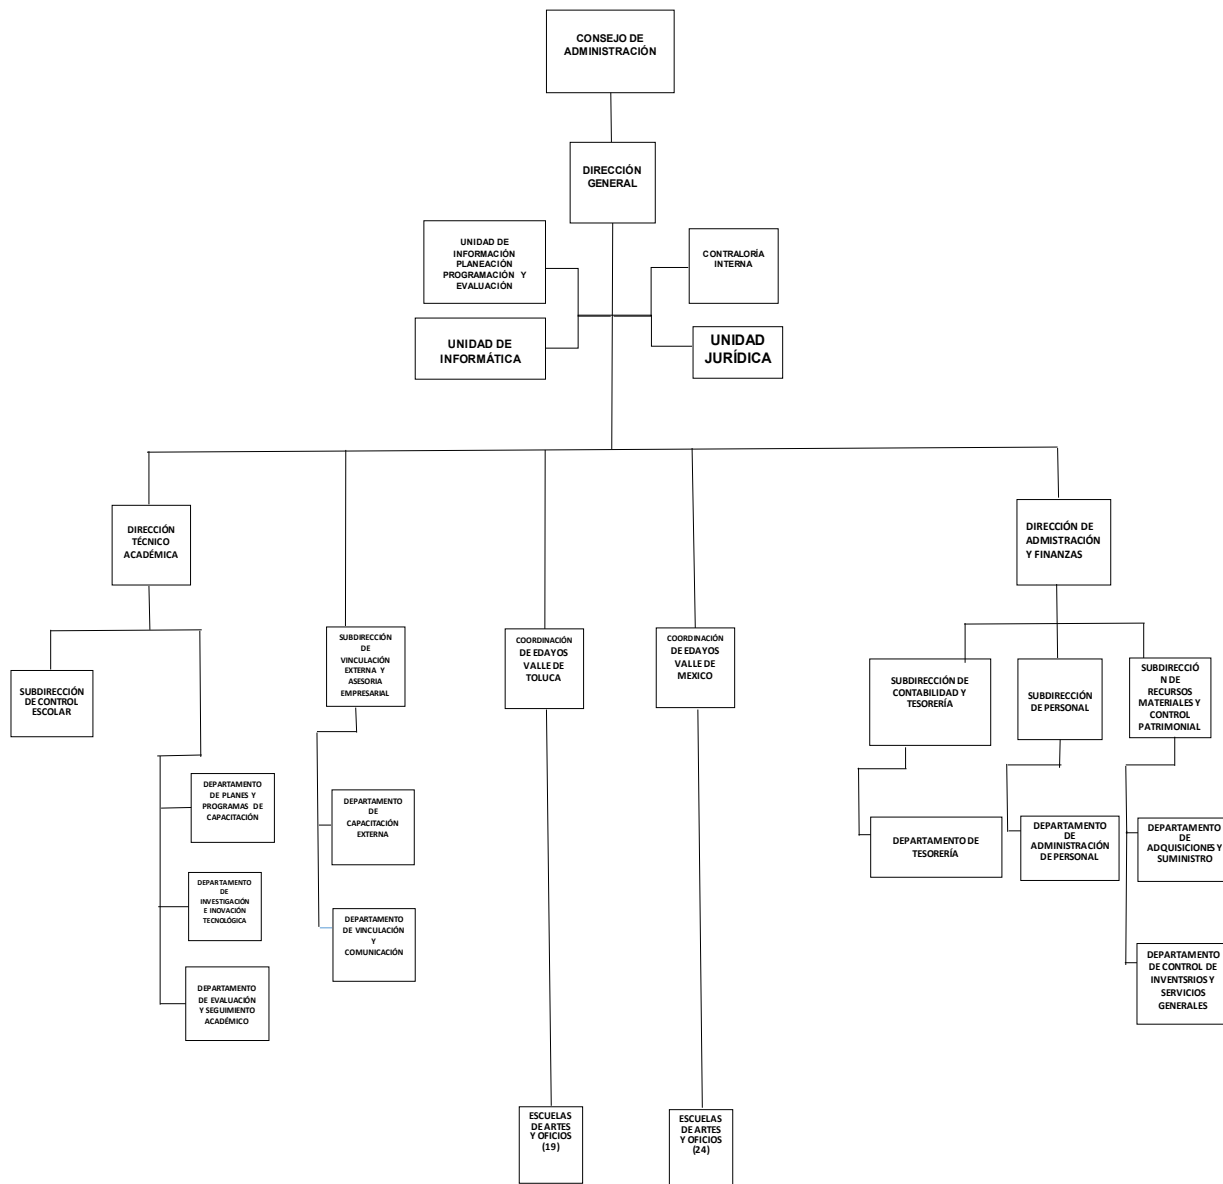 CONSEJO DE
ADMINISTRACIÓN
DIRECCIÓN
GENERAL
UNIDAD DE
INFORMACIÓN
PLANEACIÓN
PROGRAMACIÓN Y
EVALUACIÓN
CONTRALORÍA
INTERNA
UNIDAD DE
INFORMÁTICA
UNIDAD
JURÍDICA
DIRECCIÓN
TÉCNICO
ACADÉMICA
DIRECCIÓN DE
ADMISTRACIÓN
Y FINANZAS
SUBDIRECCIÓN
DE CONTROL
ESCOLAR
SUBDIRECCIÓN
DE
VINCULACIÓN
EXTERNA Y
ASESORIA
EMPRESARIAL
COORDINACIÓN
DE EDAYOS
VALLE DE
TOLUCA
COORDINACIÓN
DE EDAYOS
VALLE DE
MEXICO
SUBDIRECCIÓN DE
CONTABILIDAD Y
TESORERÍA
SUBDIRECCIÓN
DE PERSONAL
SUBDIRECCIÓ
N DE
RECURSOS
MATERIALES Y
CONTROL
PATRIMONIAL
DEPARTAMENTO
DE PLANES Y
PROGRAMAS DE
CAPACITACIÓN
DEPARTAMENTO
DE
INVESTIGACIÓN
E INOVACIÓN
TECNOLÓGICA
DEPARTAMENTO
DE EVALUACIÓN
Y SEGUIMIENTO
ACADÉMICO
DEPARTAMENTO
DE
CAPACITACIÓN
EXTERNA
DEPARTAMENTO
DE VINCULACIÓN
Y
COMUNICACIÓN
DEPARTAMENTO DE
TESORERÍA
DEPARTAMENTO
DE
ADMINISTRACIÓN
DE PERSONAL
DEPARTAMENTO
DE
ADQUISICIONES Y
SUMINISTRO
DEPARTAMENTO
DE CONTROL DE
INVENTSRIOS Y
SERVICIOS
GENERALES
ESCUELAS
DE ARTES
Y OFICIOS
(19)
ESCUELAS
DE ARTES
Y OFICIOS
(24)